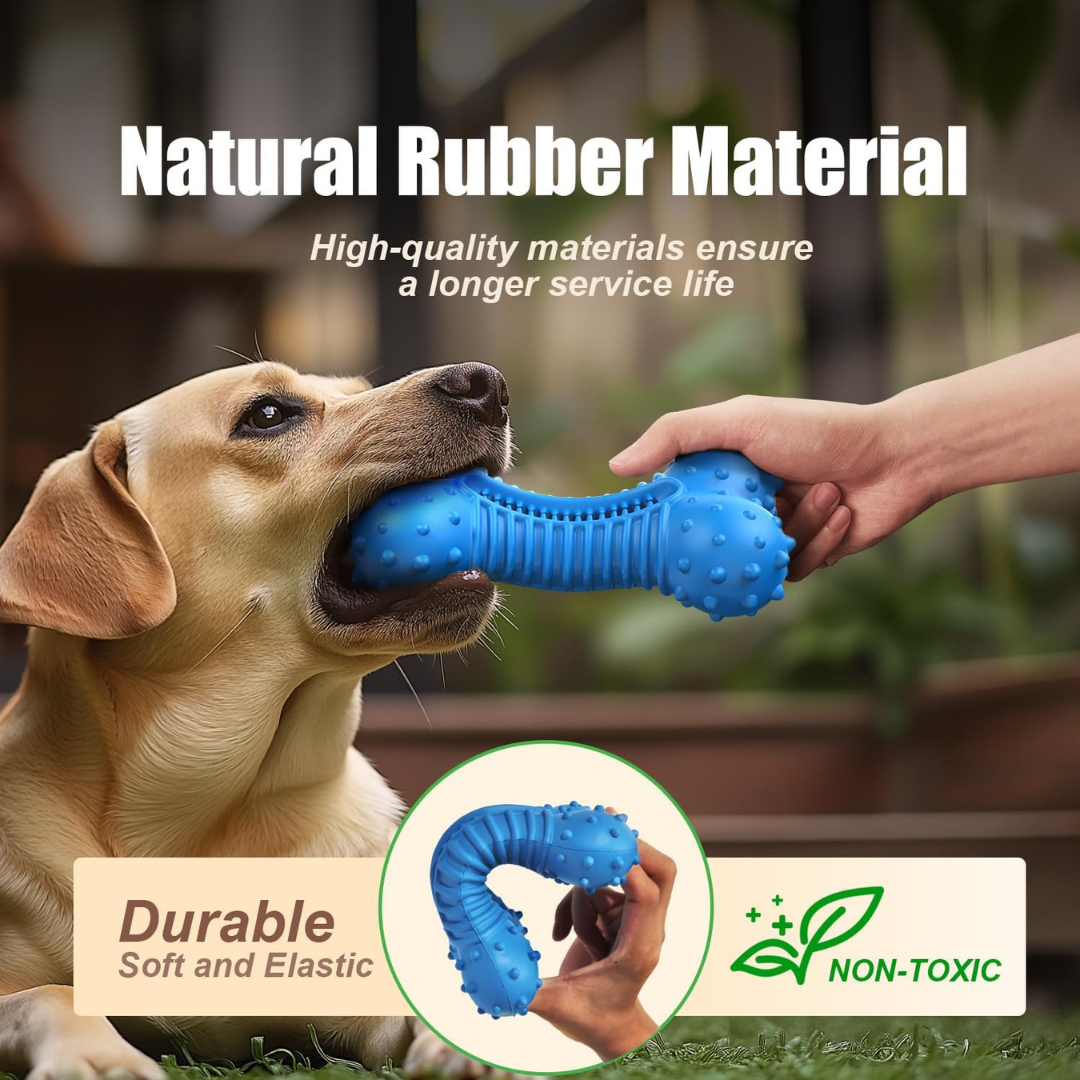 Natural Rubber Material
High-quality materials ensure
a longer service life
Durable
Soft and Elastic
NON-TOXIC